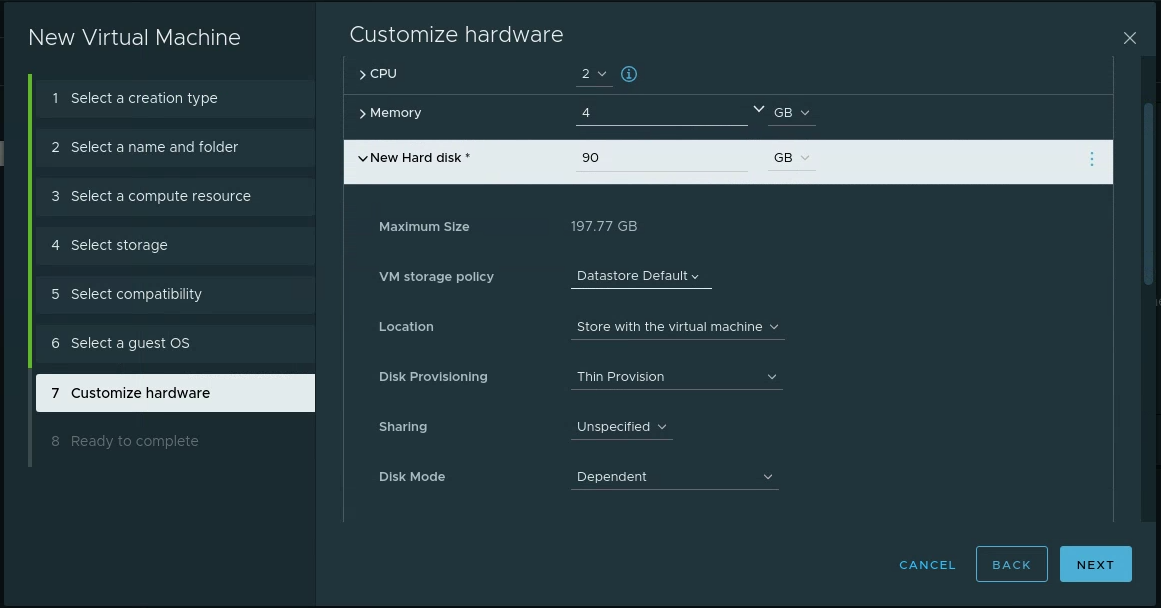 New Virtual Machine
1 Select a creation type
2 Select a name and folder
3 Select a compute resource
4 Select storage
5 Select compatibility
6 Select a guest OS
7 Customize hardware
8 Ready to complete
Customize hardware
CPU 2
Memory 4 GB
New Hard disk * 90 GB
Maximum Size 197.77 GB
VM storage policy Datastore Default
Location Store with the virtual machine
Disk Provisioning Thin Provision
Sharing Unspecified
Disk Mode Dependent
CANCEL BACK NEXT